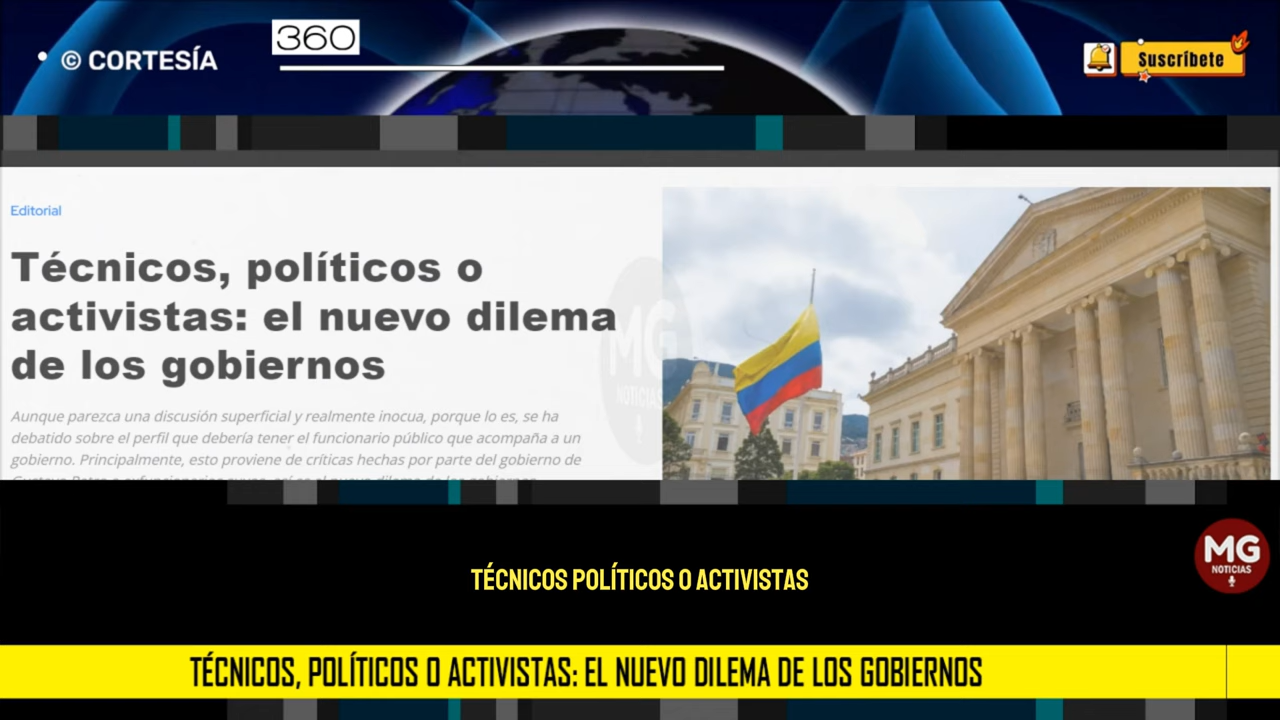 © CORTESÍA
360
Suscríbete
Editorial
Técnicos, políticos o
activistas: el nuevo dilema
de los gobiernos
Aunque parezca una discusión superficial y realmente inocua, porque lo es, se ha
debatido sobre el perfil que debería tener el funcionario público que acompaña a un
gobierno. Principalmente, esto proviene de críticas hechas por parte del gobierno de
MG
NOTICIAS
TÉCNICOS POLÍTICOS O ACTIVISTAS
MG
NOTICIAS
TÉCNICOS, POLÍTICOS O ACTIVISTAS: EL NUEVO DILEMA DE LOS GOBIERNOS